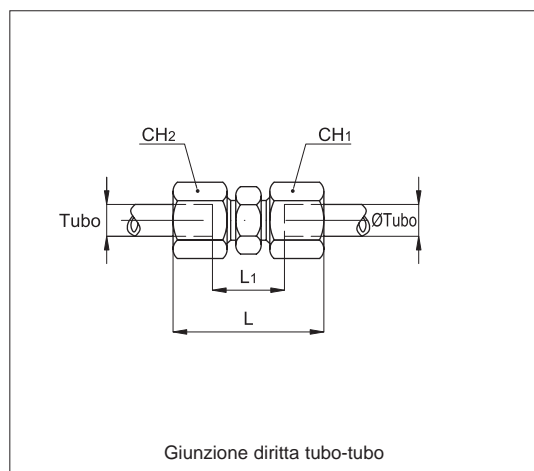 CH2 CH1
Tubo ØTubo
L1
L
Giunzione diritta tubo-tubo